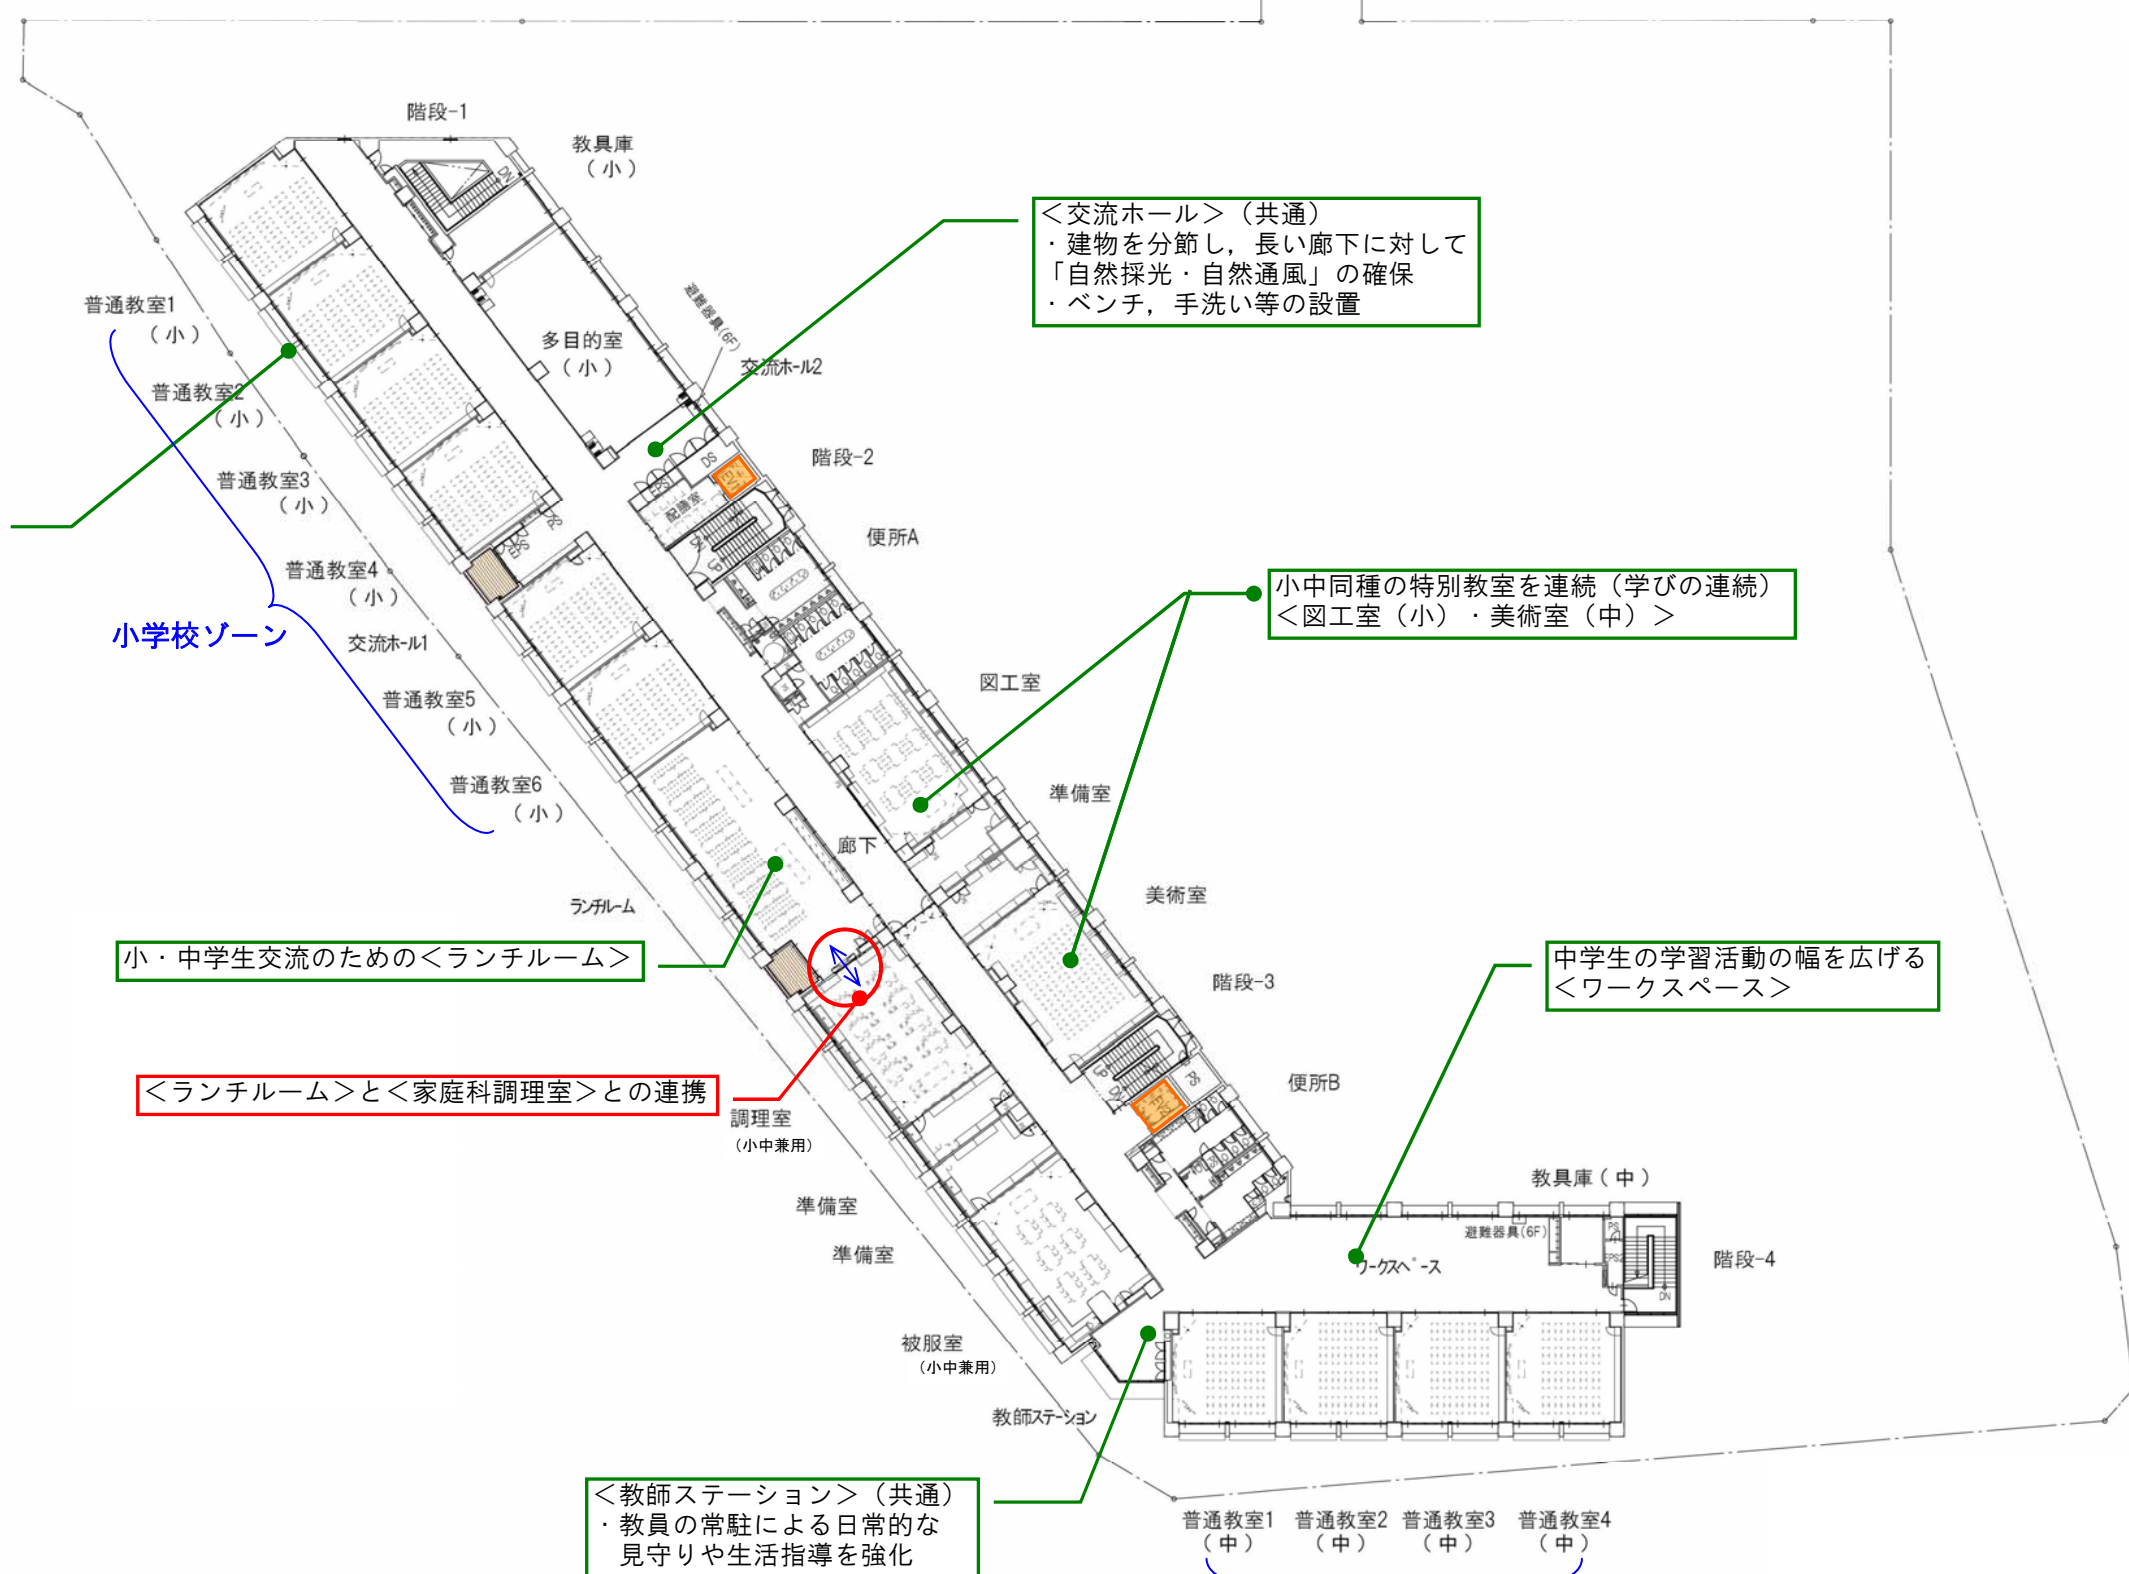 階段-1
教具庫
（小）
＜交流ホール＞（共通）
・建物を分節し，長い廊下に対して
「自然採光・自然通風」の確保
・ベンチ，手洗い等の設置
普通教室1
（小）
多目的室
（小）
避難器具(6F)
交流ホール2
普通教室2
（小）
階段-2
普通教室3
（小）
DN
DS
EV1
EPS1
配膳室
DN
UP
PS
EPS
便所A
普通教室4
（小）
小学校ゾーン
交流ホール1
小中同種の特別教室を連続（学びの連続）
＜図工室（小）・美術室（中）＞
図工室
普通教室5
（小）
普通教室6
（小）
準備室
廊下
美術室
ランチルーム
小・中学生交流のための＜ランチルーム＞
階段-3
中学生の学習活動の幅を広げる
＜ワークスペース＞
＜ランチルーム＞と＜家庭科調理室＞との連携
調理室
（小中兼用）
UP
DN
PS
EV2
便所B
準備室
準備室
教具庫（中）
避難器具(6F)
PS
EPS2
DN
階段-4
ワークスペース
被服室
（小中兼用）
教師ステーション
＜教師ステーション＞（共通）
・教員の常駐による日常的な
見守りや生活指導を強化
普通教室1
（中）
普通教室2
（中）
普通教室3
（中）
普通教室4
（中）